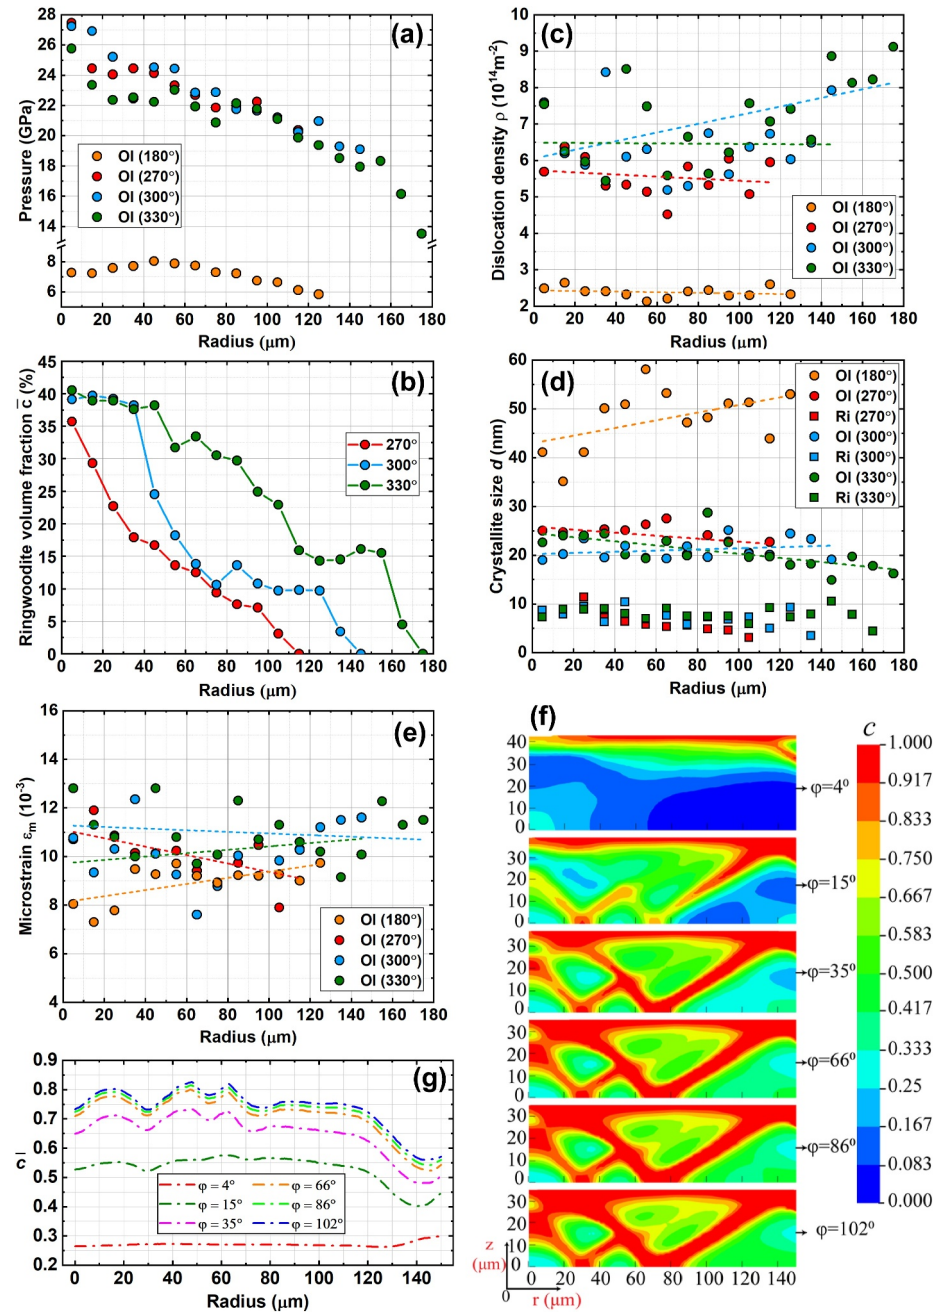 (a)
28
26
24
22
20
18
16
14
8
6
Pressure (GPa)
Ol (180°)
Ol (270°)
Ol (300°)
Ol (330°)
0 20 40 60 80 100 120 140 160 180
Radius (μm)
(c)
10
9
8
7
6
5
4
3
2
Dislocation density ρ (10¹⁴m⁻²)
Ol (180°)
Ol (270°)
Ol (300°)
Ol (330°)
0 20 40 60 80 100 120 140 160 180
Radius (μm)
(b)
45
40
35
30
25
20
15
10
5
0
Ringwoodite volume fraction c̅ (%)
270°
300°
330°
0 20 40 60 80 100 120 140 160 180
Radius (μm)
(d)
60
50
40
30
20
10
0
Crystallite size d (nm)
Ol (180°)
Ol (270°)
Ri (270°)
Ol (300°)
Ri (300°)
Ol (330°)
Ri (330°)
0 20 40 60 80 100 120 140 160 180
Radius (μm)
(e)
16
14
12
10
8
6
4
Microstrain εm (10⁻³)
Ol (180°)
Ol (270°)
Ol (300°)
Ol (330°)
0 20 40 60 80 100 120 140 160 180
Radius (μm)
(f)
40
30
20
10
0
φ=4⁰
30
20
10
0
φ=15⁰
30
20
10
0
φ=35⁰
30
20
10
0
φ=66⁰
30
20
10
0
φ=86⁰
30
20
10
0
φ=102⁰
0 20 40 60 80 100 120 140
z
(μm)
0
r (μm)
C
1.000
0.917
0.833
0.750
0.667
0.583
0.500
0.417
0.333
0.25
0.167
0.083
0.000
(g)
0.9
0.8
0.7
0.6
0.5
0.4
0.3
0.2
c̅
φ = 4°
φ = 15°
φ = 35°
φ = 66°
φ = 86°
φ = 102°
0 50 100 150
Radius (μm)